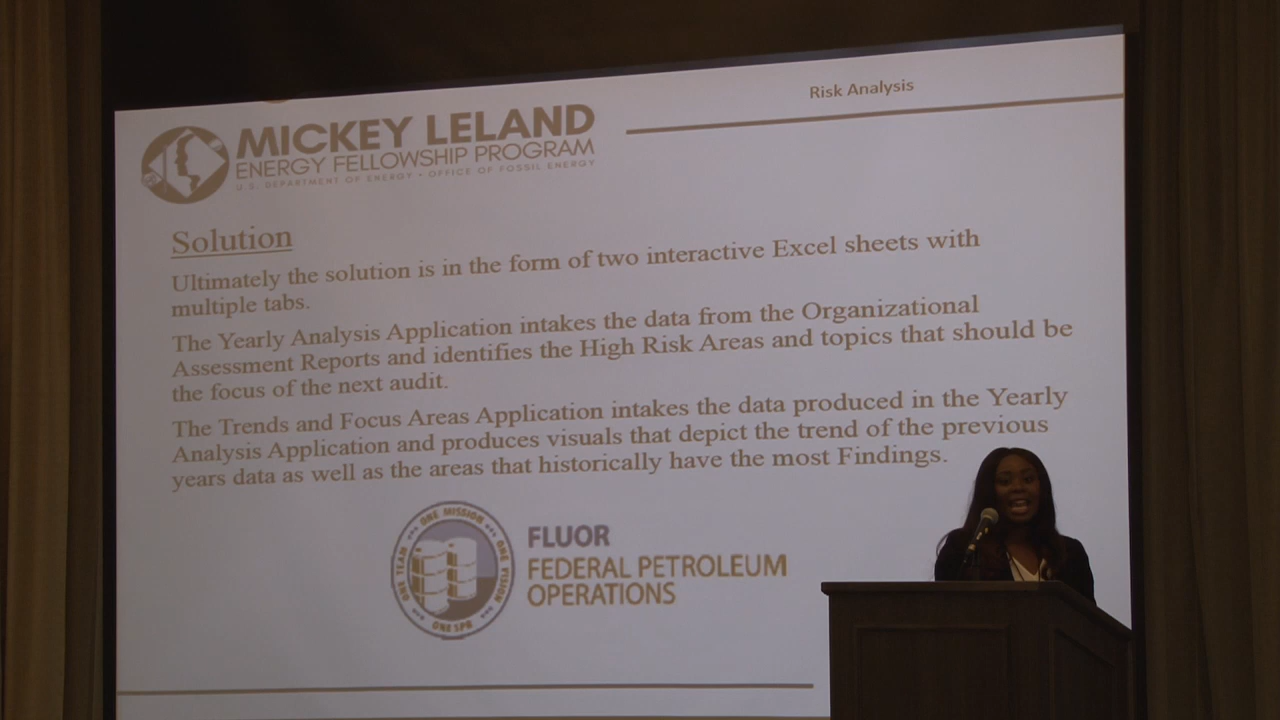 Risk Analysis
MICKEY LELAND
ENERGY FELLOWSHIP PROGRAM
U.S. DEPARTMENT OF ENERGY • OFFICE OF FOSSIL ENERGY
Solution
Ultimately the solution is in the form of two interactive Excel sheets with
multiple tabs.
The Yearly Analysis Application intakes the data from the Organizational
Assessment Reports and identifies the High Risk Areas and topics that should be
the focus of the next audit.
The Trends and Focus Areas Application intakes the data produced in the Yearly
Analysis Application and produces visuals that depict the trend of the previous
years data as well as the areas that historically have the most Findings.
ONE TEAM
ONE MISSION
ONE VISION
ONE SPR
FLUOR
FEDERAL PETROLEUM
OPERATIONS